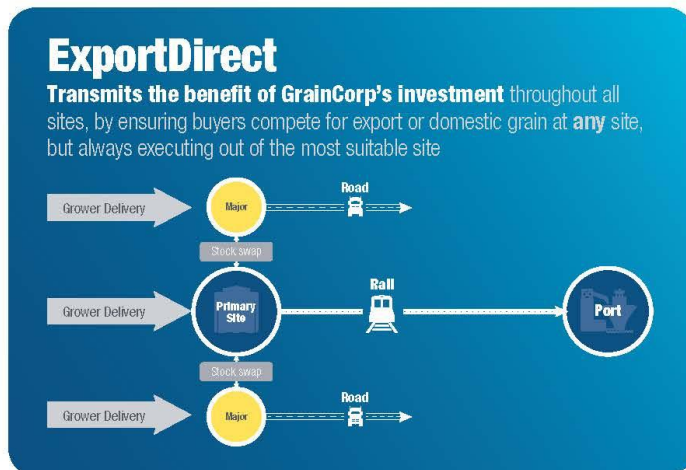 ExportDirect
Transmits the benefit of GrainCorp's investment throughout all
sites, by ensuring buyers compete for export or domestic grain at any site,
but always executing out of the most suitable site
Road
Grower Delivery
Major
Stock swap
Rail
Grower Delivery
Primary
Site
Port
Stock swap
Road
Grower Delivery
Major